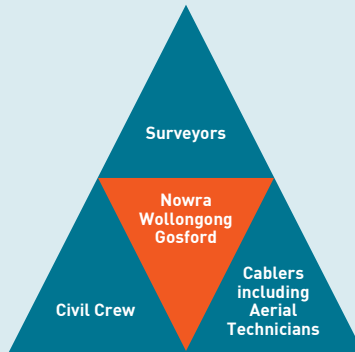 Surveyors
Nowra
Wollongong
Gosford
Civil Crew
Cablers
including
Aerial
Technicians